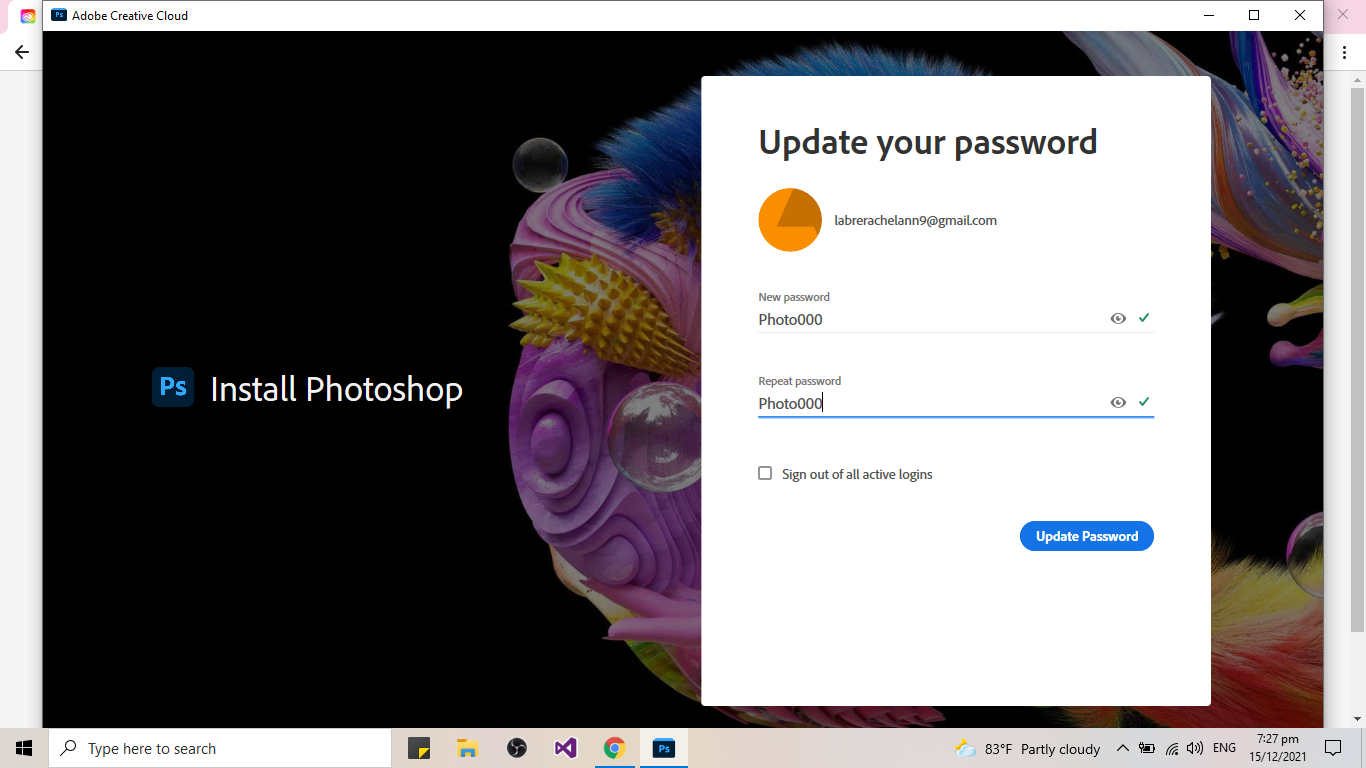 Ps Adobe Creative Cloud
Update your password
labrerachelann9@gmail.com
New password
Photo000
Repeat password
Photo000
Ps Install Photoshop
Sign out of all active logins
Update Password
Type here to search
Ps
83°F Partly cloudy
ENG
7:27 pm
15/12/2021